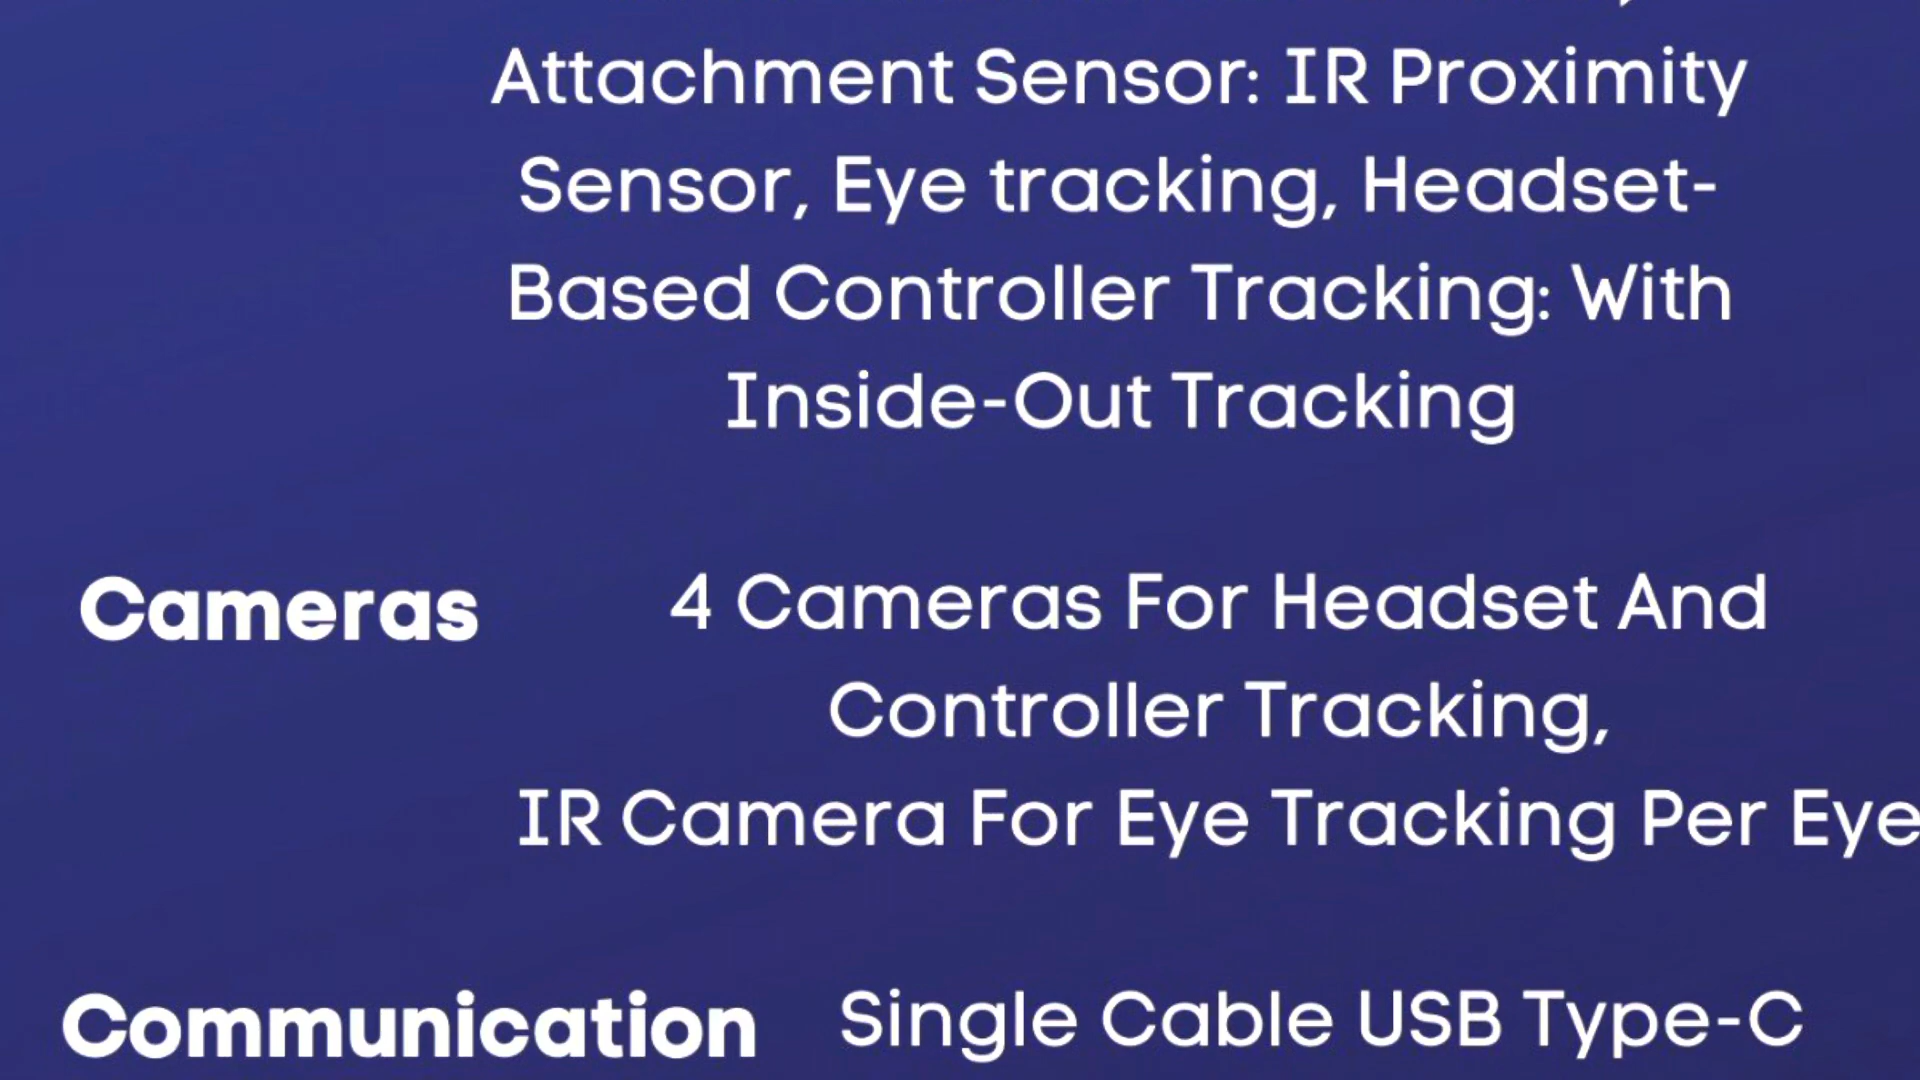 Attachment Sensor: IR Proximity
Sensor, Eye tracking, Headset-
Based Controller Tracking: With
Inside-Out Tracking
Cameras
4 Cameras For Headset And
Controller Tracking,
IR Camera For Eye Tracking Per Eye
Communication
Single Cable USB Type-C